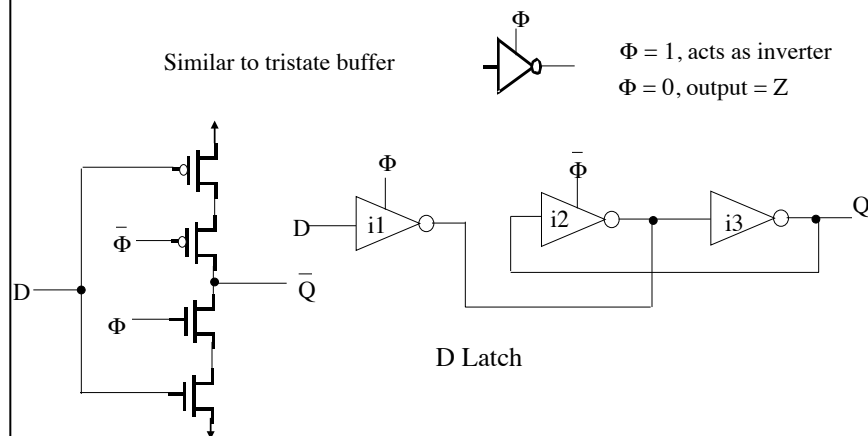 Φ
Similar to tristate buffer
Φ = 1, acts as inverter
Φ = 0, output = Z
Φ
Φ̄
D
i1
i2
i3
Q
Φ̄
D
Q̄
Φ
D Latch